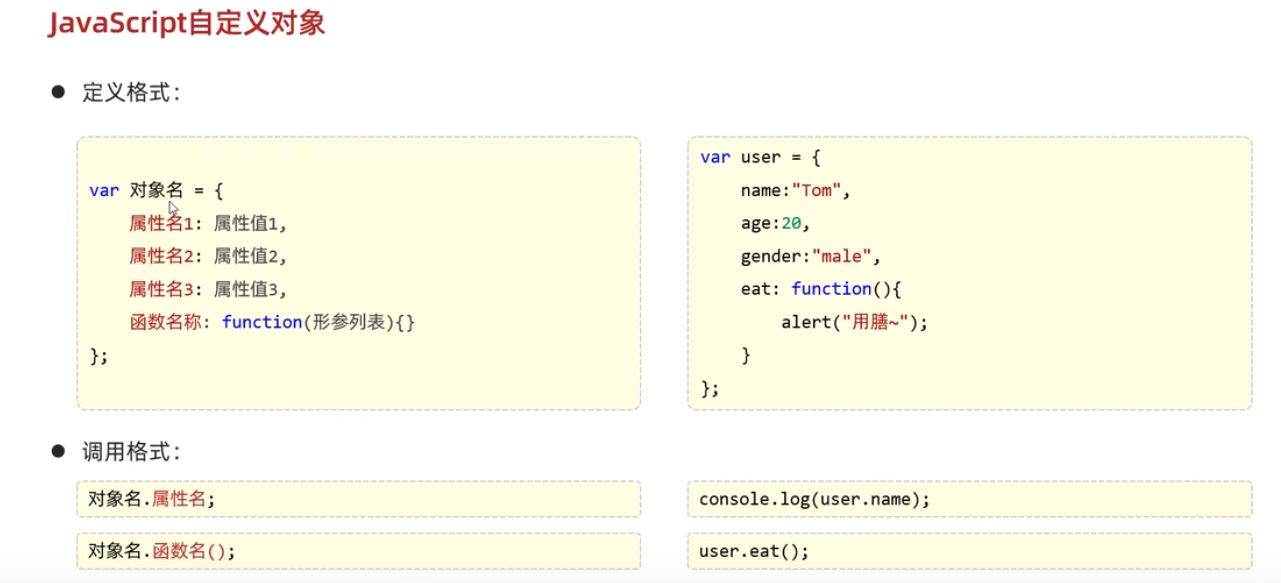 JavaScript自定义对象
● 定义格式：
var 对象名 = {
    属性名1: 属性值1,
    属性名2: 属性值2,
    属性名3: 属性值3,
    函数名称: function(形参列表){}
};
var user = {
    name:"Tom",
    age:20,
    gender:"male",
    eat: function(){
        alert("用膳~");
    }
};
● 调用格式：
对象名.属性名;
console.log(user.name);
对象名.函数名();
user.eat();